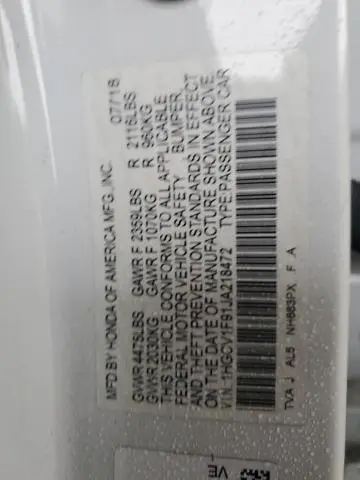 MFD BY HONDA OF AMERICA MFG., INC. 07/18
GVWR 4475LBS GAWR F 2359LBS R 2116LBS
GVWR 2030KG GAWR F 1070KG R 960KG
THIS VEHICLE CONFORMS TO ALL APPLICABLE
FEDERAL MOTOR VEHICLE SAFETY BUMPER,
AND THEFT PREVENTION STANDARDS IN EFFECT
ON THE DATE OF MANUFACTURE SHOWN ABOVE.
V.I.N.: 1HGCV1F91JA218472 TYPE:PASSENGER CAR
TVA J AL5 NH883PX F A
VE